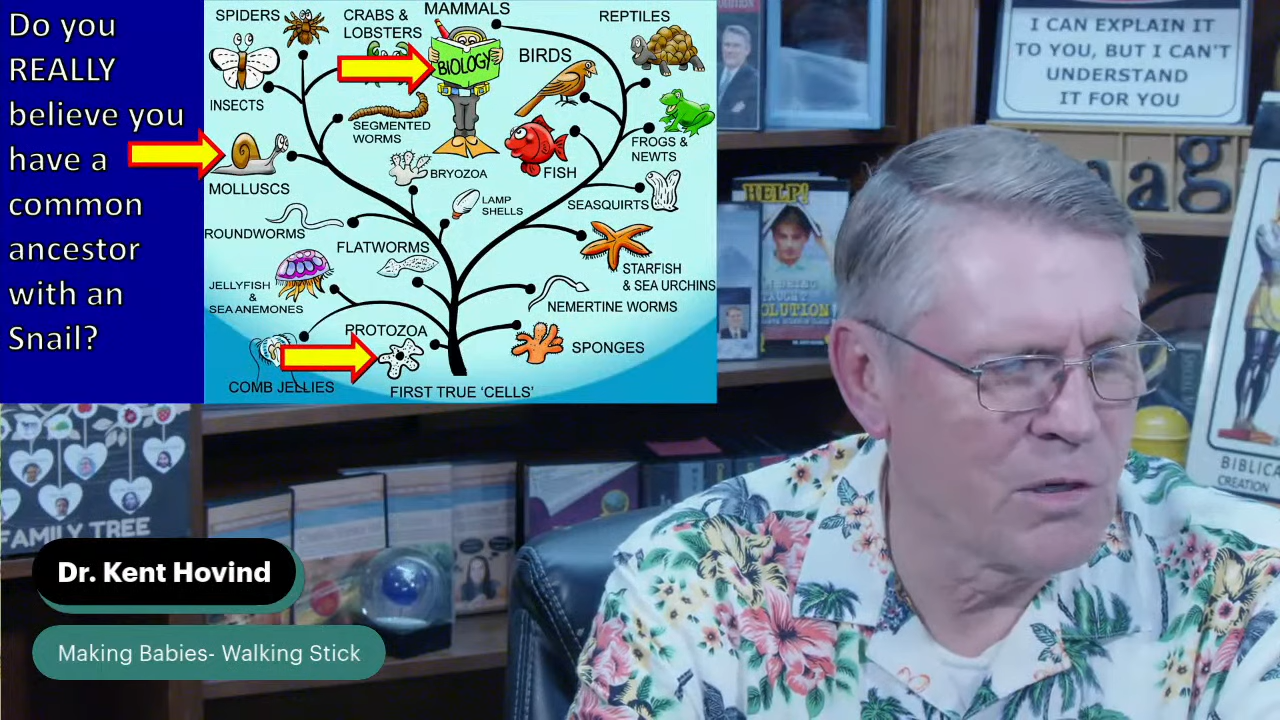 Do you
REALLY
believe you
have a
common
ancestor
with an
Snail?
SPIDERS
CRABS &
LOBSTERS
MAMMALS
REPTILES
BIOLOGY
BIRDS
INSECTS
SEGMENTED
WORMS
FROGS &
NEWTS
FISH
BRYOZOA
MOLLUSCS
LAMP
SHELLS
SEASQUIRTS
ROUNDWORMS
FLATWORMS
STARFISH
& SEA URCHINS
JELLYFISH
&
SEA ANEMONES
NEMERTINE WORMS
PROTOZOA
SPONGES
COMB JELLIES
FIRST TRUE 'CELLS'
I CAN EXPLAIN IT
TO YOU, BUT I CAN'T
UNDERSTAND
IT FOR YOU
HELP!
BIBLICA
CREATION
FAMILY TREE
Dr. Kent Hovind
Making Babies- Walking Stick